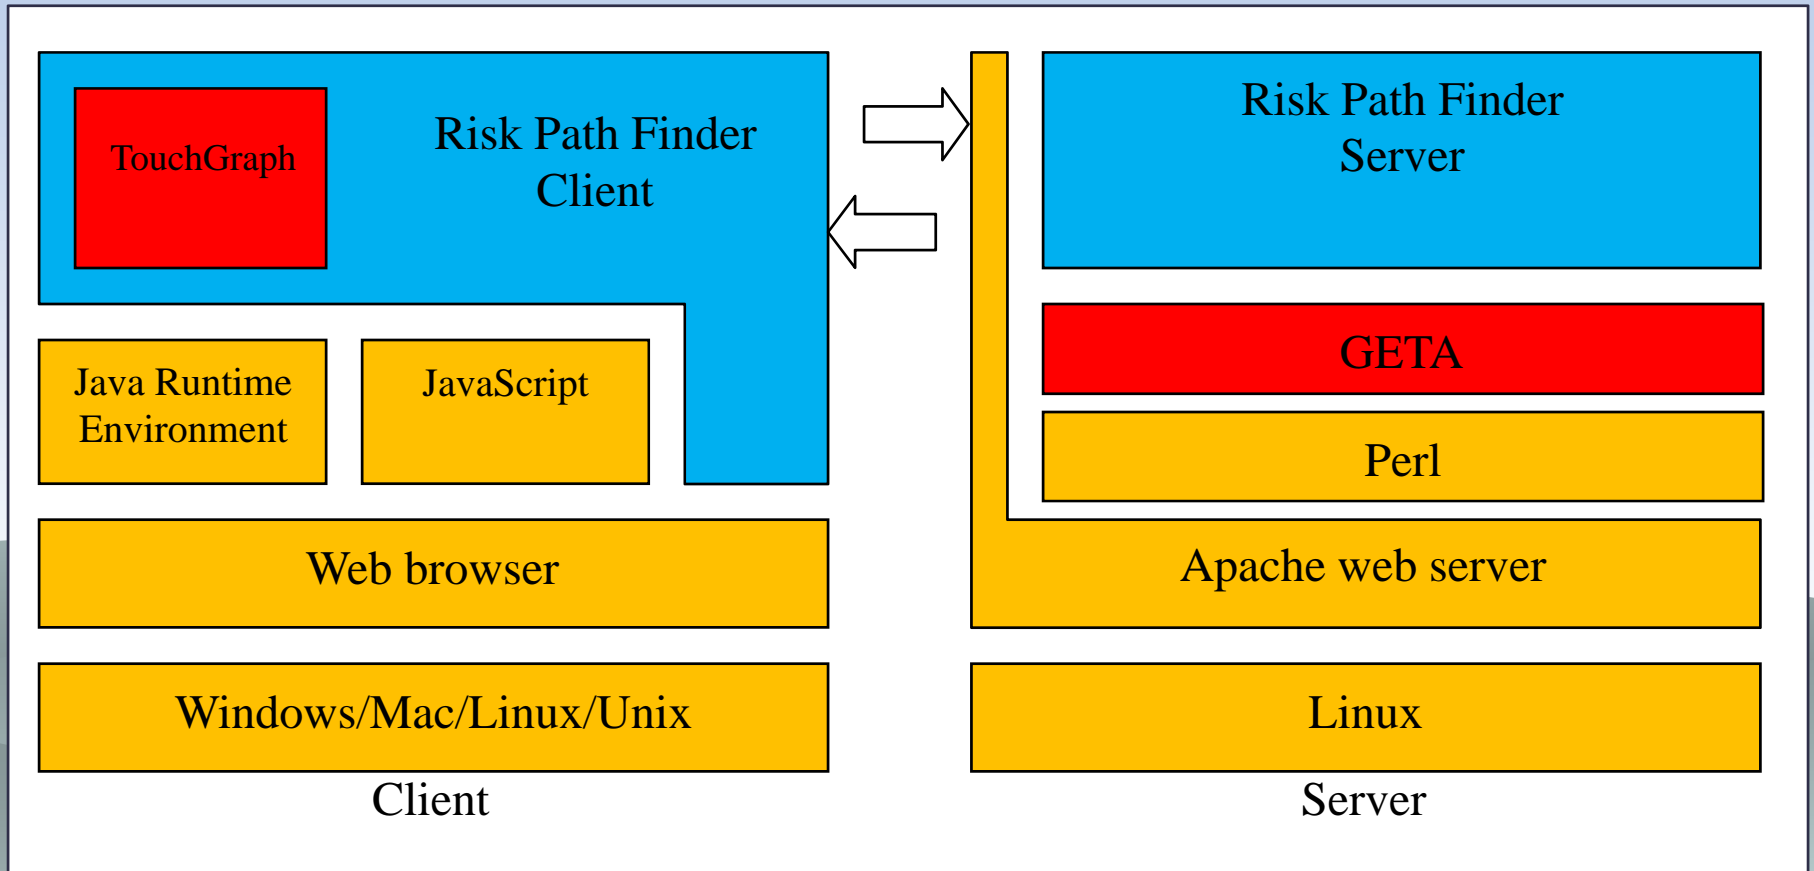 TouchGraph
Risk Path Finder
Client
Java Runtime
Environment
JavaScript
Web browser
Windows/Mac/Linux/Unix
Client
Risk Path Finder
Server
GETA
Perl
Apache web server
Linux
Server